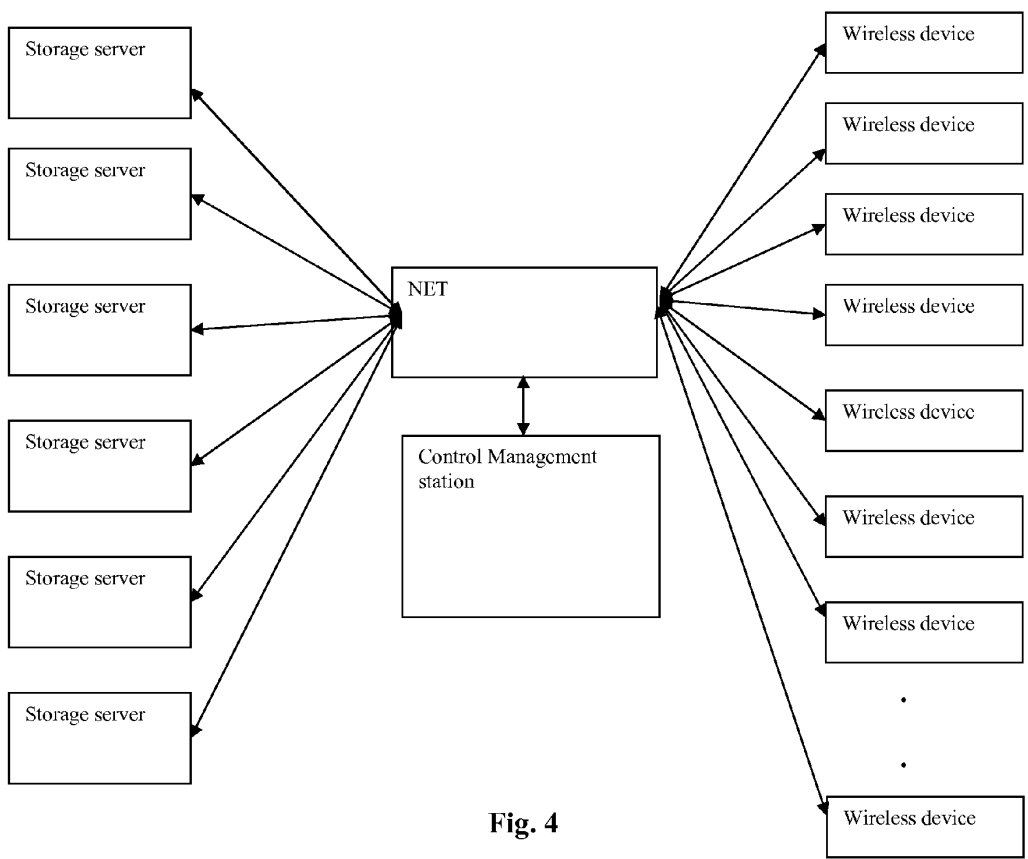 Storage server
Storage server
Storage server
Storage server
Storage server
Storage server
NET
Control Management
station
Wireless device
Wireless device
Wireless device
Wireless device
Wireless device
Wireless device
Wireless device
.
.
Wireless device
Fig. 4